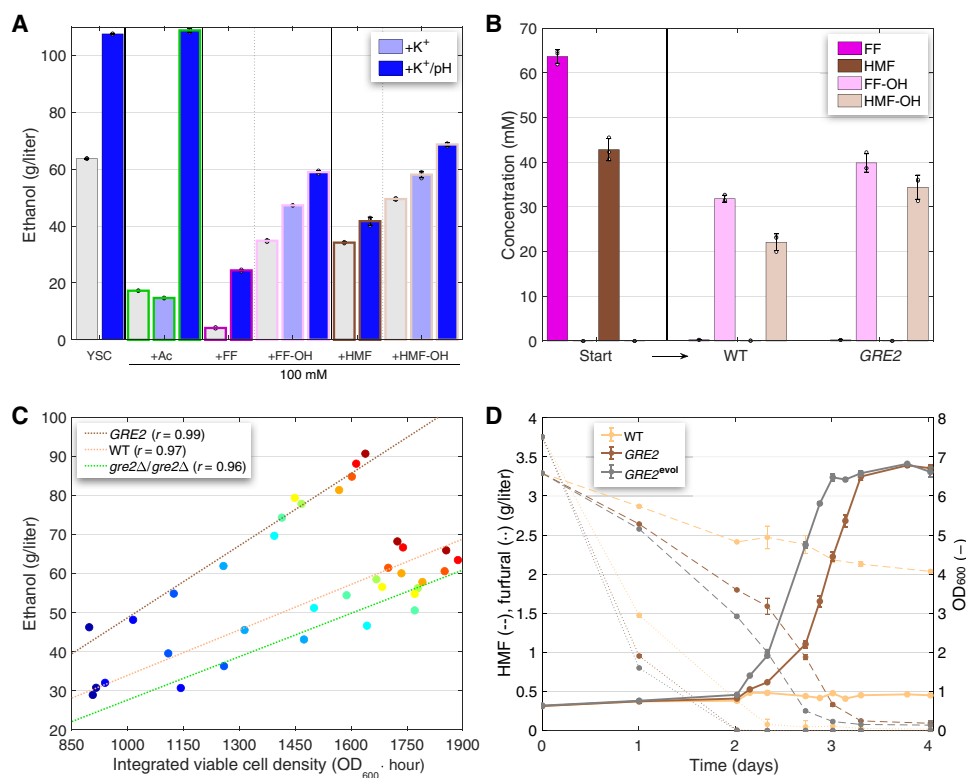 A
Ethanol (g/liter)
0
20
40
60
80
100
+K⁺
+K⁺/pH
YSC
+Ac
+FF
+FF-OH
+HMF
+HMF-OH
100 mM
B
Concentration (mM)
0
10
20
30
40
50
60
70
FF
HMF
FF-OH
HMF-OH
Start
WT
GRE2
C
Ethanol (g/liter)
20
30
40
50
60
70
80
90
100
GRE2 (r = 0.99)
WT (r = 0.97)
gre2Δ/gre2Δ (r = 0.96)
850
1000
1150
1300
1450
1600
1750
1900
Integrated viable cell density (OD₆₀₀ · hour)
D
HMF (--), furfural (··) (g/liter)
0
0.5
1
1.5
2
2.5
3
3.5
4
WT
GRE2
GRE2ᵉᵛᵒˡ
OD₆₀₀ (–)
0
1
2
3
4
5
6
7
8
0
1
2
3
4
Time (days)